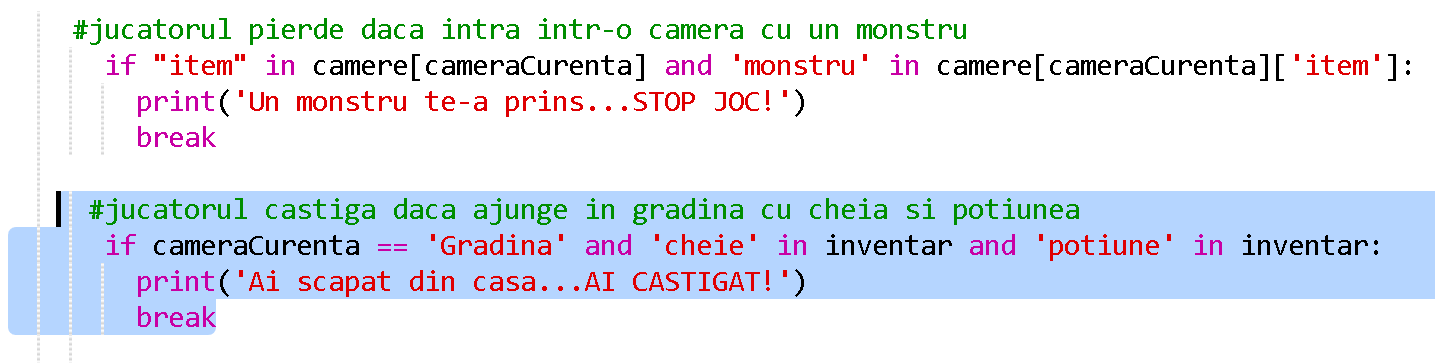 #jucatorul pierde daca intra intr-o camera cu un monstru
if "item" in camere[cameraCurenta] and 'monstru' in camere[cameraCurenta]['item']:
print('Un monstru te-a prins...STOP JOC!')
break
#jucatorul castiga daca ajunge in gradina cu cheia si potiunea
if cameraCurenta == 'Gradina' and 'cheie' in inventar and 'potiune' in inventar:
print('Ai scapat din casa...AI CASTIGAT!')
break